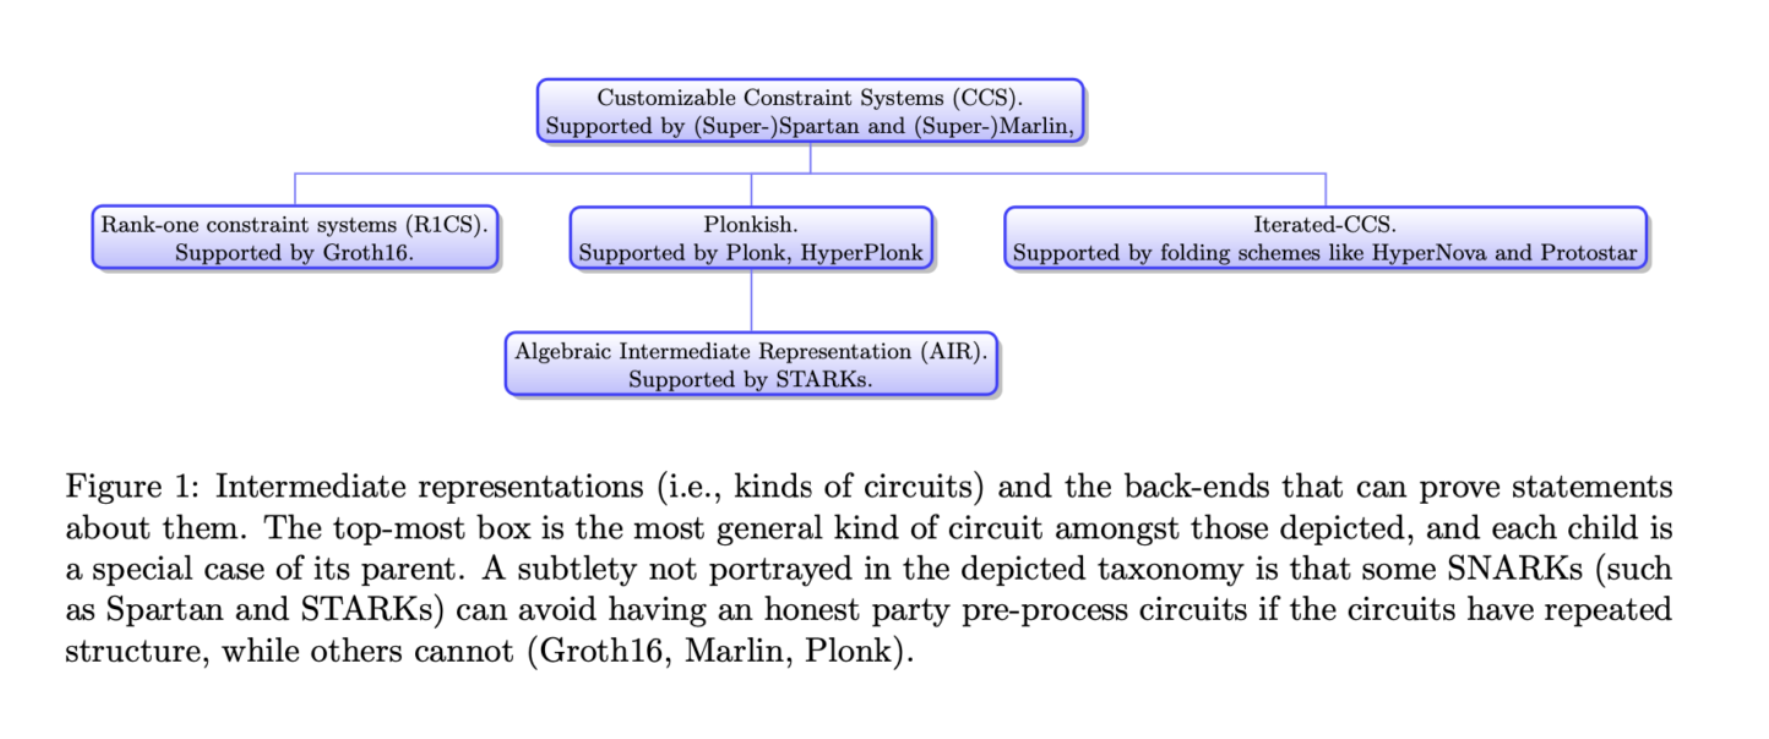 Customizable Constraint Systems (CCS).
Supported by (Super-)Spartan and (Super-)Marlin,
Rank-one constraint systems (R1CS).
Supported by Groth16.
Plonkish.
Supported by Plonk, HyperPlonk
Iterated-CCS.
Supported by folding schemes like HyperNova and Protostar
Algebraic Intermediate Representation (AIR).
Supported by STARKs.
Figure 1: Intermediate representations (i.e., kinds of circuits) and the back-ends that can prove statements
about them. The top-most box is the most general kind of circuit amongst those depicted, and each child is
a special case of its parent. A subtlety not portrayed in the depicted taxonomy is that some SNARKs (such
as Spartan and STARKs) can avoid having an honest party pre-process circuits if the circuits have repeated
structure, while others cannot (Groth16, Marlin, Plonk).